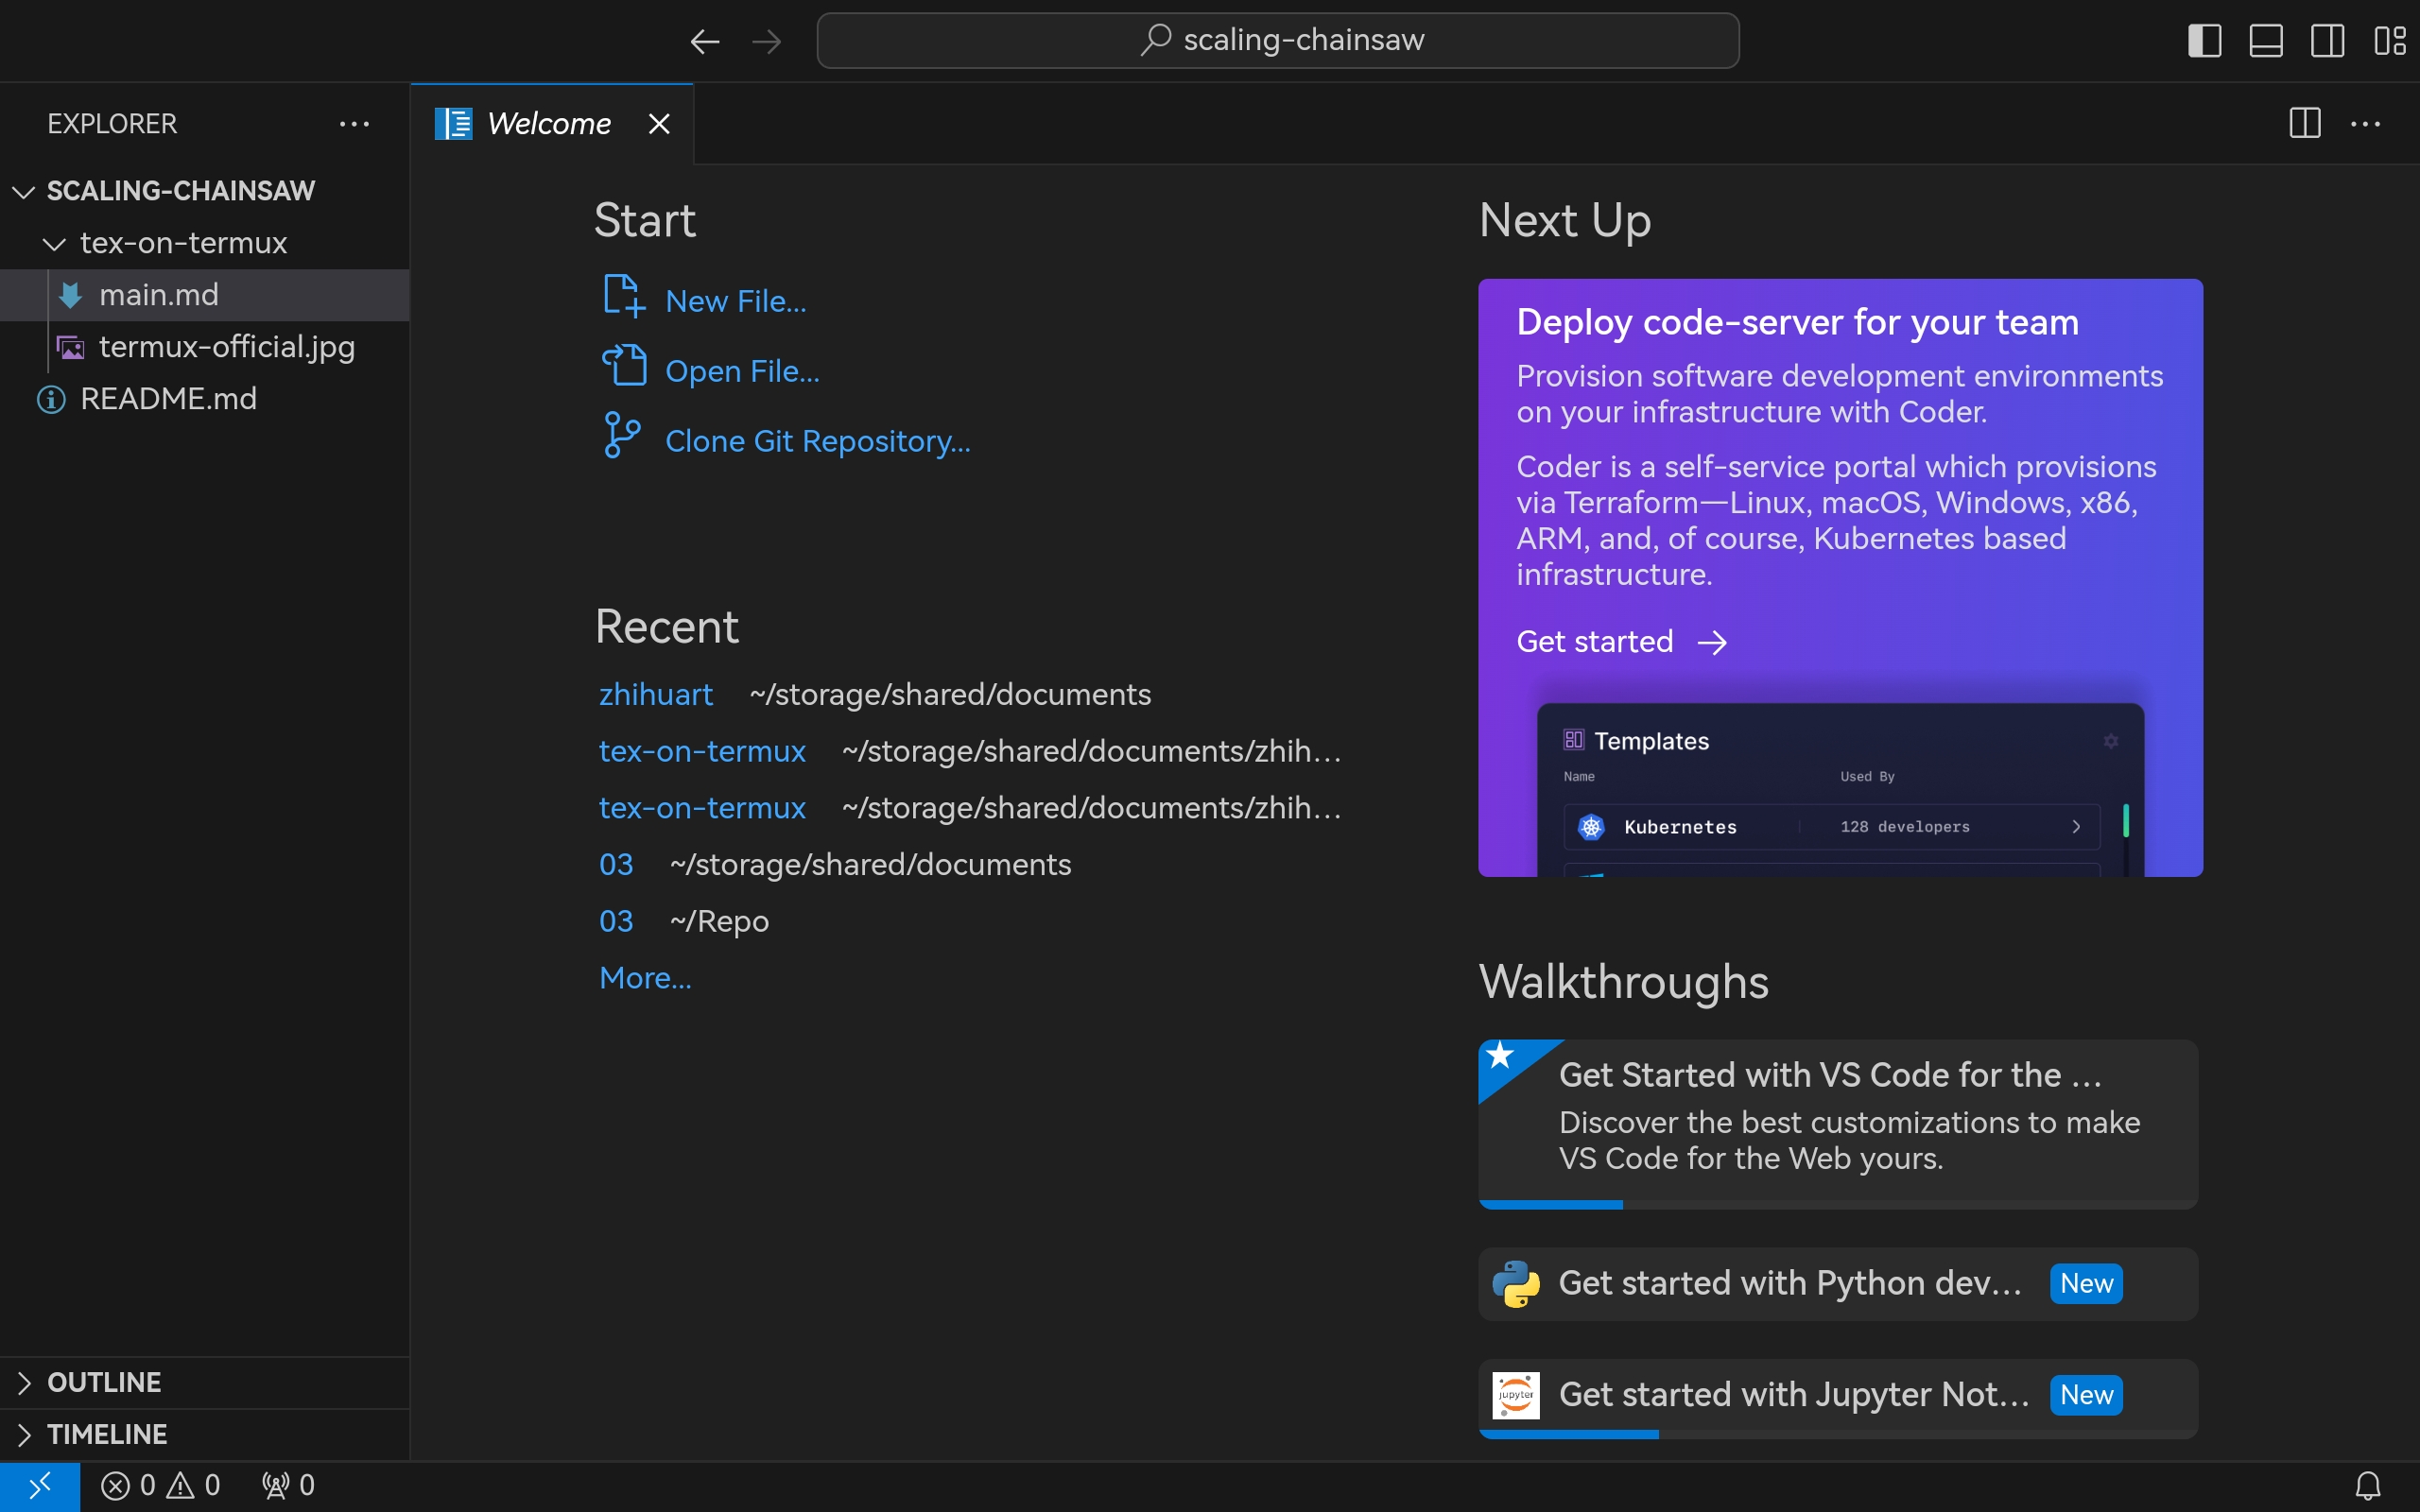 scaling-chainsaw
EXPLORER
SCALING-CHAINSAW
tex-on-termux
main.md
termux-official.jpg
README.md
OUTLINE
TIMELINE
Welcome
Start
New File...
Open File...
Clone Git Repository...
Recent
zhihuart ~/storage/shared/documents
tex-on-termux ~/storage/shared/documents/zhih...
tex-on-termux ~/storage/shared/documents/zhih...
03 ~/storage/shared/documents
03 ~/Repo
More...
Next Up
Deploy code-server for your team
Provision software development environments
on your infrastructure with Coder.
Coder is a self-service portal which provisions
via Terraform—Linux, macOS, Windows, x86,
ARM, and, of course, Kubernetes based
infrastructure.
Get started
Templates
Name Used By
Kubernetes 128 developers
Walkthroughs
Get Started with VS Code for the ...
Discover the best customizations to make
VS Code for the Web yours.
Get started with Python dev... New
jupyter
Get started with Jupyter Not... New
0 0 0